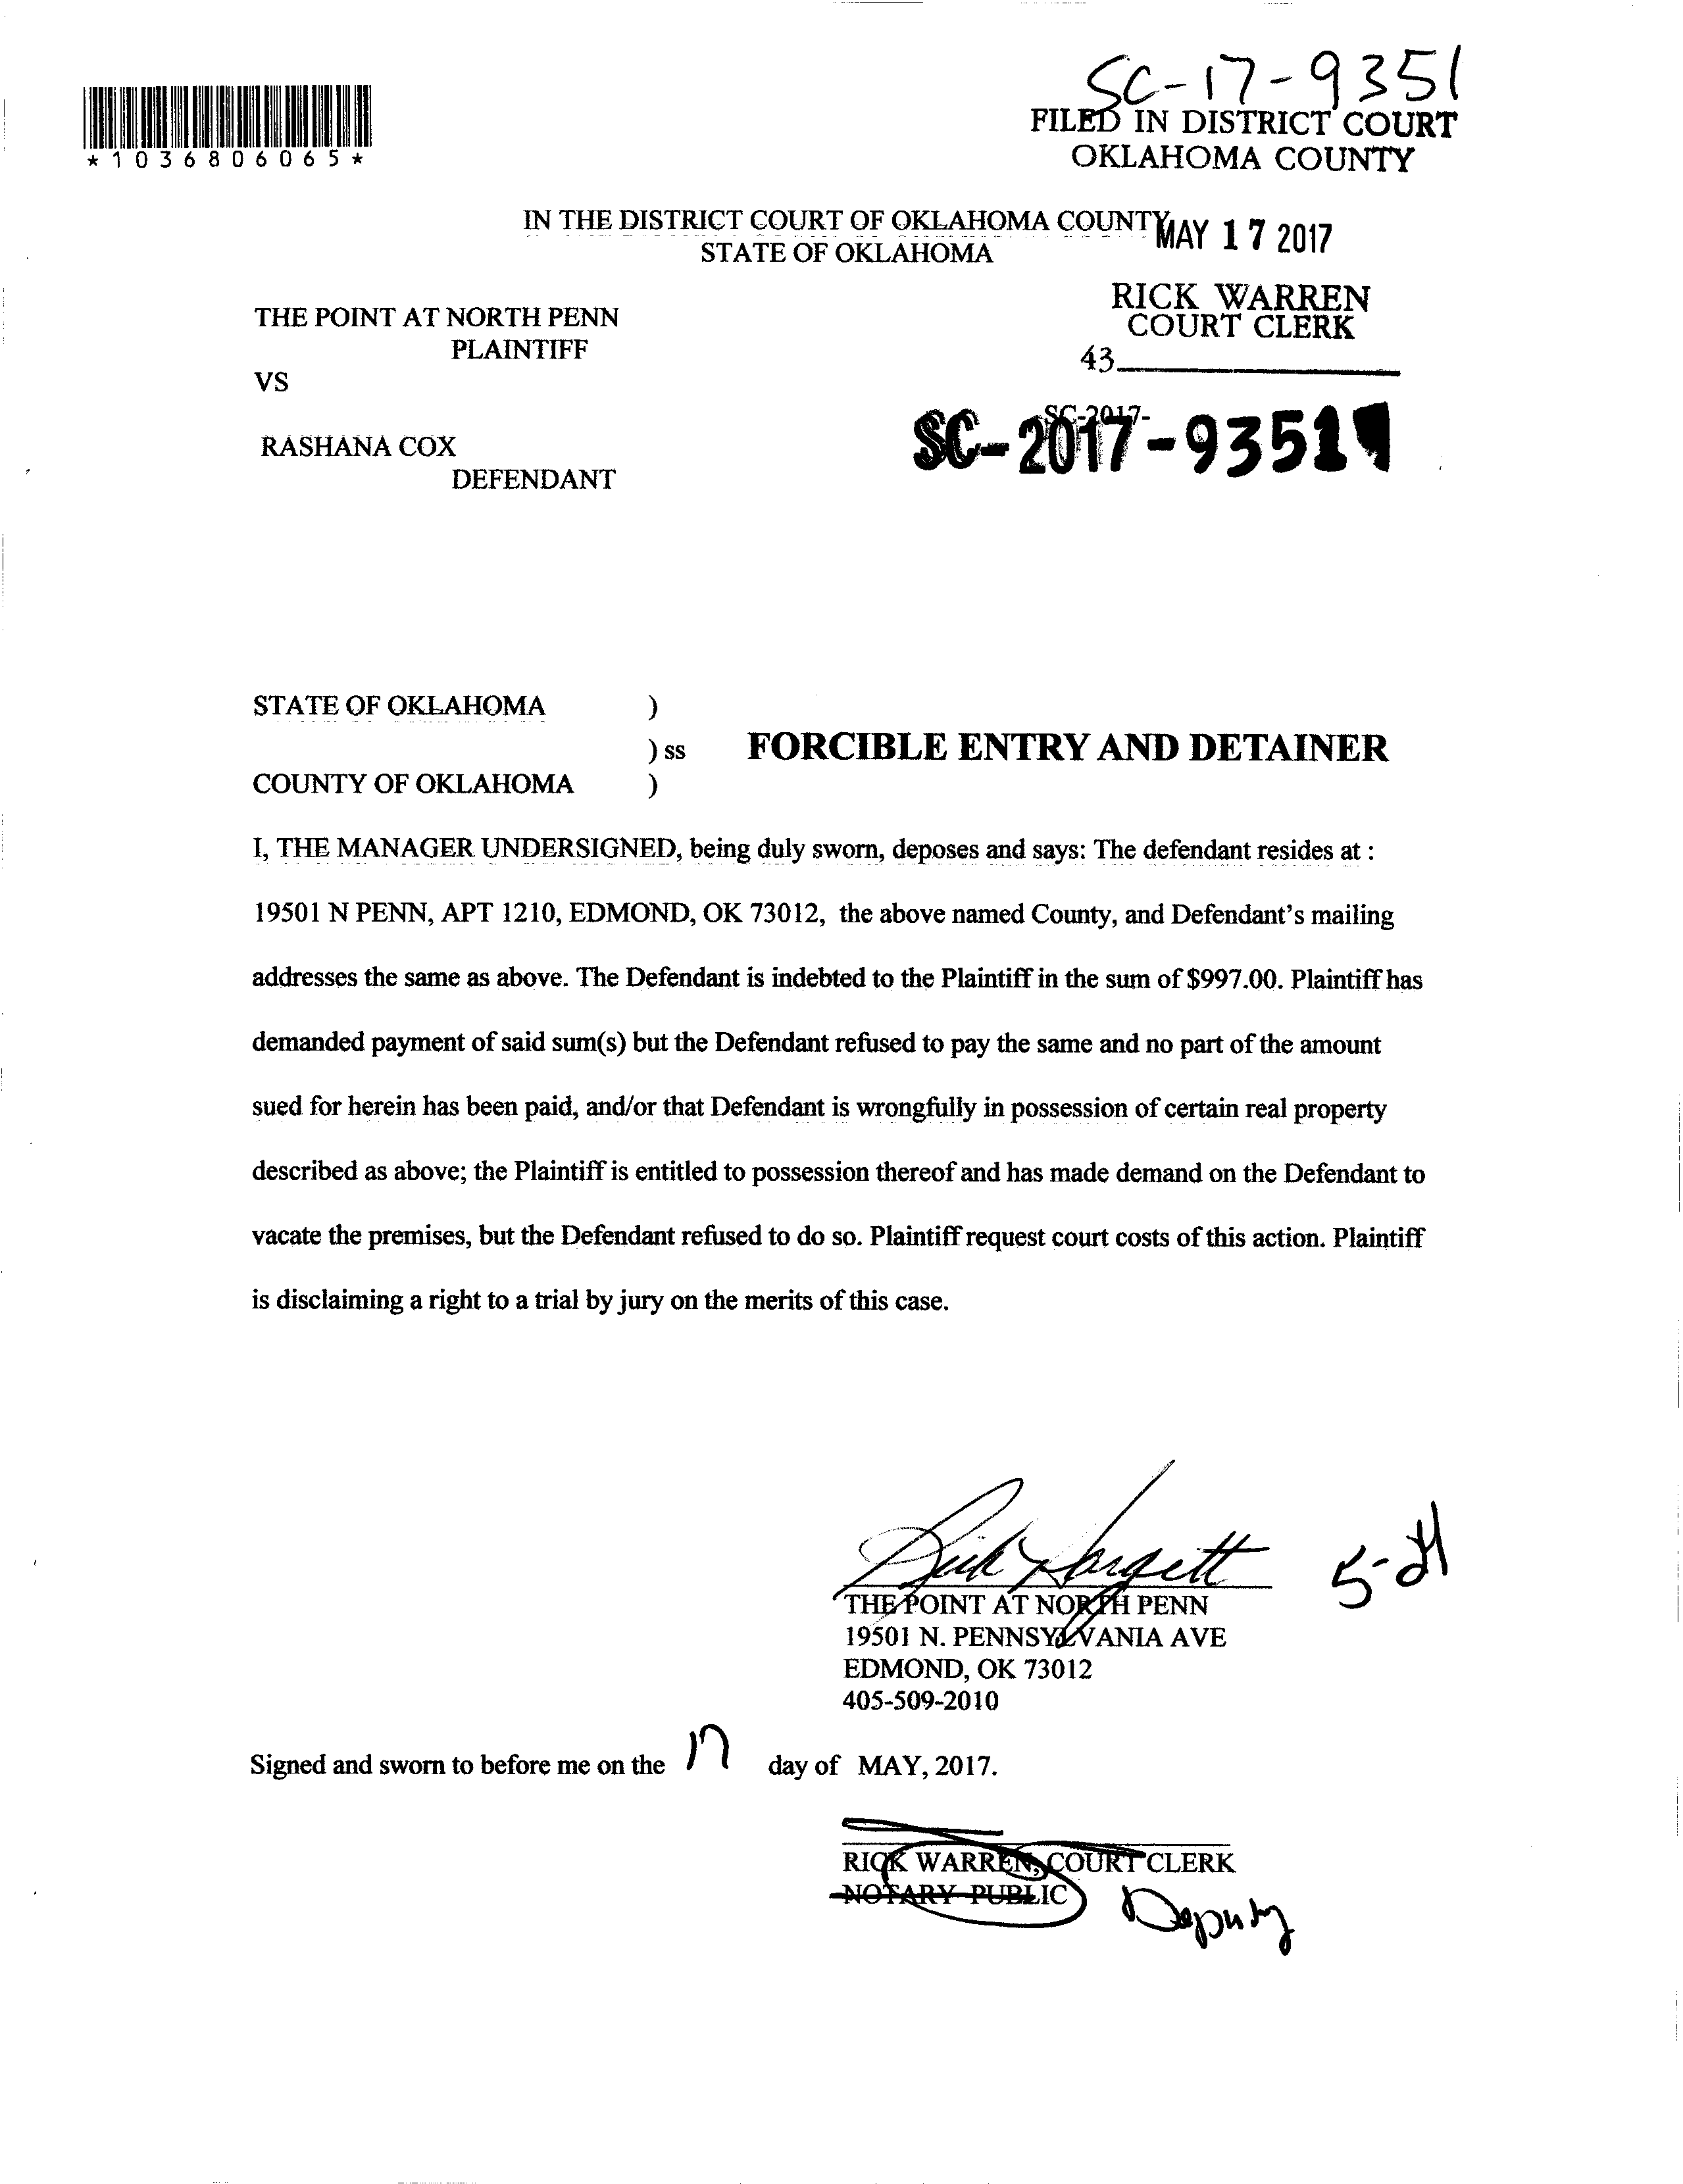 SC-17-9351
FILED IN DISTRICT COURT
OKLAHOMA COUNTY
*1036806065*
IN THE DISTRICT COURT OF OKLAHOMA COUNTY
MAY 17 2017
STATE OF OKLAHOMA
RICK WARREN
COURT CLERK
43
THE POINT AT NORTH PENN
PLAINTIFF
VS
SC-2017-
SC-2017-9351
RASHANA COX
DEFENDANT
STATE OF OKLAHOMA )
) ss FORCIBLE ENTRY AND DETAINER
COUNTY OF OKLAHOMA )
I, THE MANAGER UNDERSIGNED, being duly sworn, deposes and says: The defendant resides at :
19501 N PENN, APT 1210, EDMOND, OK 73012, the above named County, and Defendant's mailing
addresses the same as above. The Defendant is indebted to the Plaintiff in the sum of $997.00. Plaintiff has
demanded payment of said sum(s) but the Defendant refused to pay the same and no part of the amount
sued for herein has been paid, and/or that Defendant is wrongfully in possession of certain real property
described as above; the Plaintiff is entitled to possession thereof and has made demand on the Defendant to
vacate the premises, but the Defendant refused to do so. Plaintiff request court costs of this action. Plaintiff
is disclaiming a right to a trial by jury on the merits of this case.
THE POINT AT NORTH PENN
19501 N. PENNSYLVANIA AVE
EDMOND, OK 73012
405-509-2010
Signed and sworn to before me on the 17 day of MAY, 2017.
RICK WARREN, COURT CLERK
NOTARY PUBLIC
Deputy